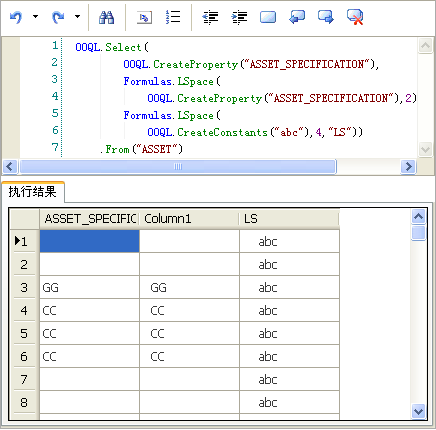 1 OOQL.Select(
2 OOQL.CreateProperty("ASSET_SPECIFICATION"),
3 Formulas.LSpace(
4 OOQL.CreateProperty("ASSET_SPECIFICATION"),2)
5 Formulas.LSpace(
6 OOQL.CreateConstants("abc"),4,"LS"))
7 .From("ASSET")
执行结果
ASSET_SPECIFIC Column1 LS
1 abc
2 abc
3 GG GG abc
4 CC CC abc
5 CC CC abc
6 CC CC abc
7 abc
8 abc